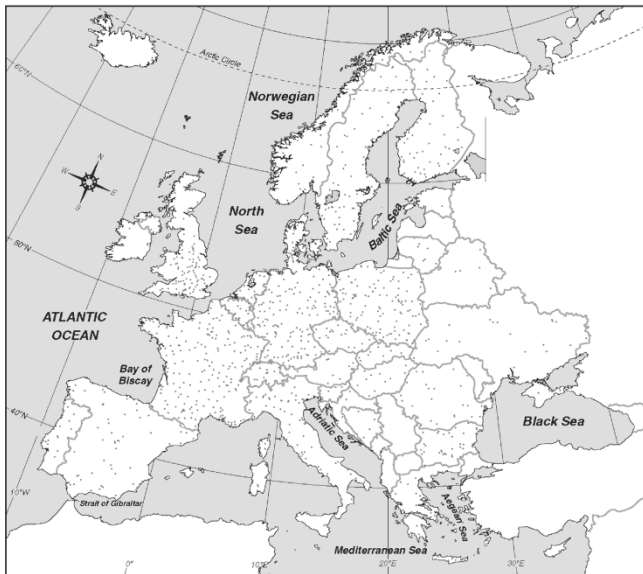 Arctic Circle
60°N
Norwegian
Sea
N
W
E
S
North
Sea
50°N
Baltic Sea
ATLANTIC
OCEAN
Bay of
Biscay
Adriatic Sea
Black Sea
40°N
10°W
Strait of Gibraltar
Aegean Sea
Mediterranean Sea
0°
10°E
20°E
30°E